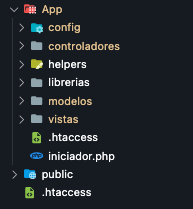 App
config
controladores
helpers
librerias
modelos
vistas
.htaccess
iniciador.php
public
.htaccess